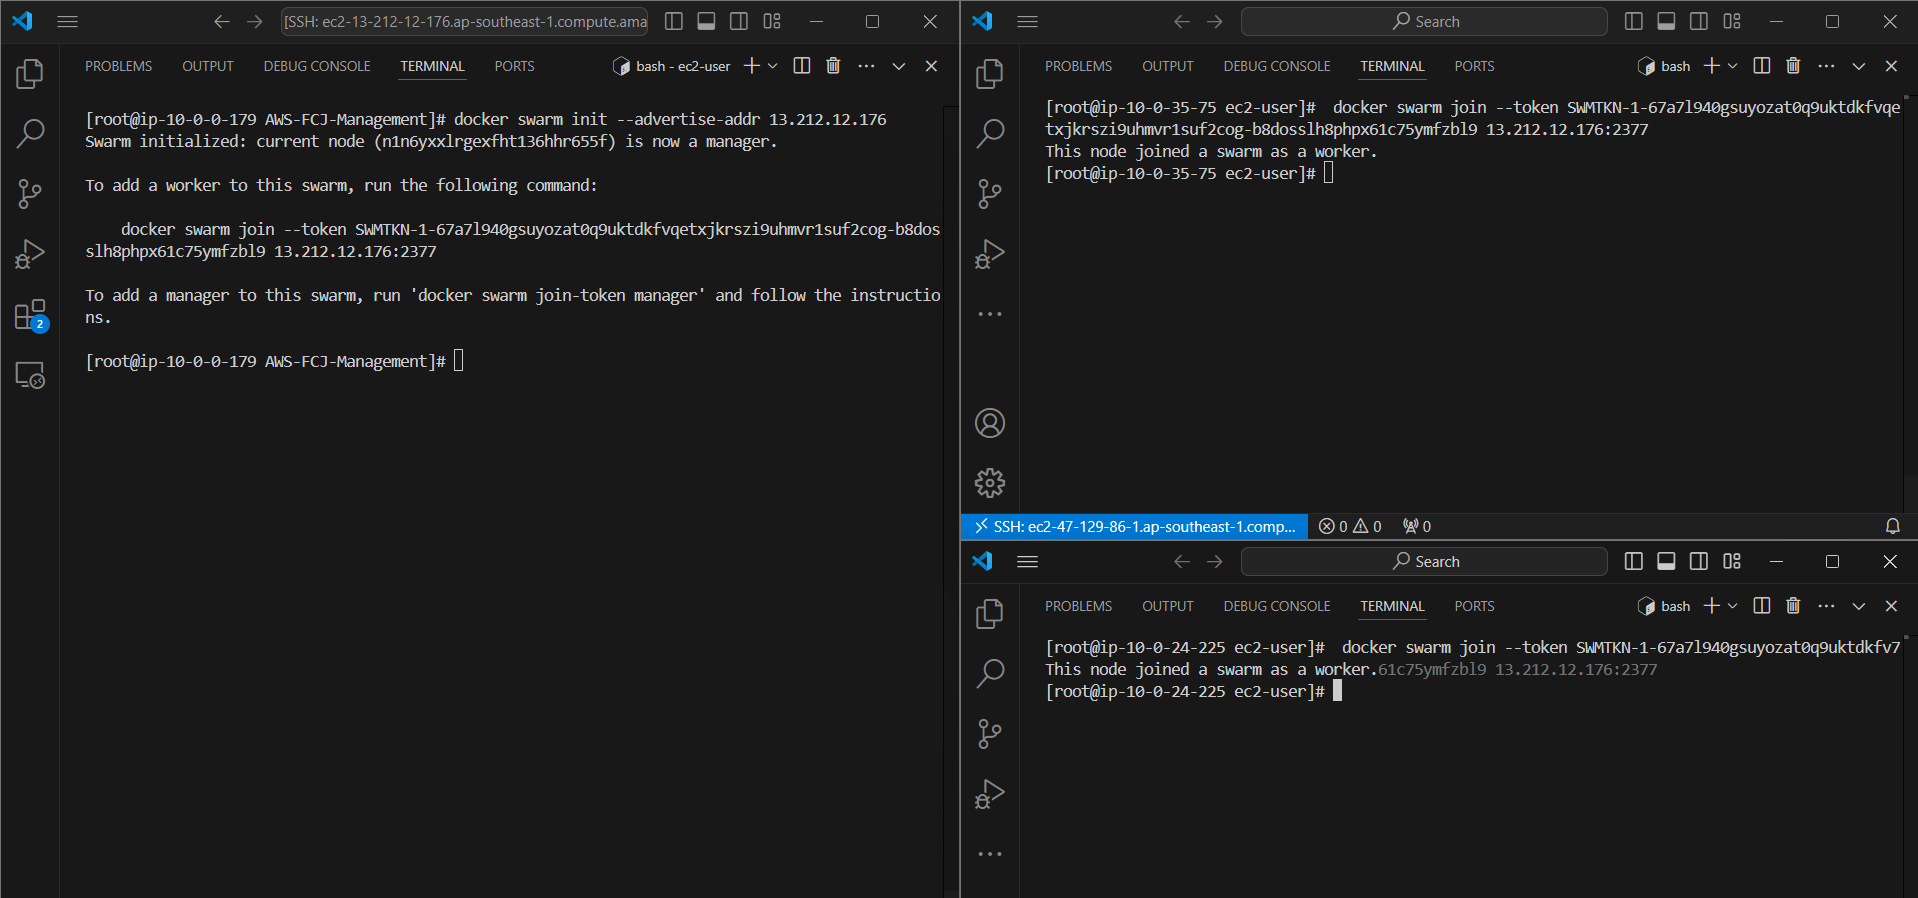 [SSH: ec2-13-212-12-176.ap-southeast-1.compute.ama
PROBLEMS OUTPUT DEBUG CONSOLE TERMINAL PORTS bash - ec2-user
[root@ip-10-0-0-179 AWS-FCJ-Management]# docker swarm init --advertise-addr 13.212.12.176
Swarm initialized: current node (n1n6yxxlrgexfht136hhr655f) is now a manager.
To add a worker to this swarm, run the following command:
docker swarm join --token SWMTKN-1-67a7l940gsuyozat0q9uktdkfvqetxjkrszi9uhmvr1suf2cog-b8dos
slh8phpx61c75ymfzbl9 13.212.12.176:2377
To add a manager to this swarm, run 'docker swarm join-token manager' and follow the instructio
ns.
[root@ip-10-0-0-179 AWS-FCJ-Management]#
2
Search
PROBLEMS OUTPUT DEBUG CONSOLE TERMINAL PORTS bash
[root@ip-10-0-35-75 ec2-user]# docker swarm join --token SWMTKN-1-67a7l940gsuyozat0q9uktdkfvqe
txjkrszi9uhmvr1suf2cog-b8dosslh8phpx61c75ymfzbl9 13.212.12.176:2377
This node joined a swarm as a worker.
[root@ip-10-0-35-75 ec2-user]#
SSH: ec2-47-129-86-1.ap-southeast-1.comp... 0 0 0
Search
PROBLEMS OUTPUT DEBUG CONSOLE TERMINAL PORTS bash
[root@ip-10-0-24-225 ec2-user]# docker swarm join --token SWMTKN-1-67a7l940gsuyozat0q9uktdkfv7
This node joined a swarm as a worker.61c75ymfzbl9 13.212.12.176:2377
[root@ip-10-0-24-225 ec2-user]#